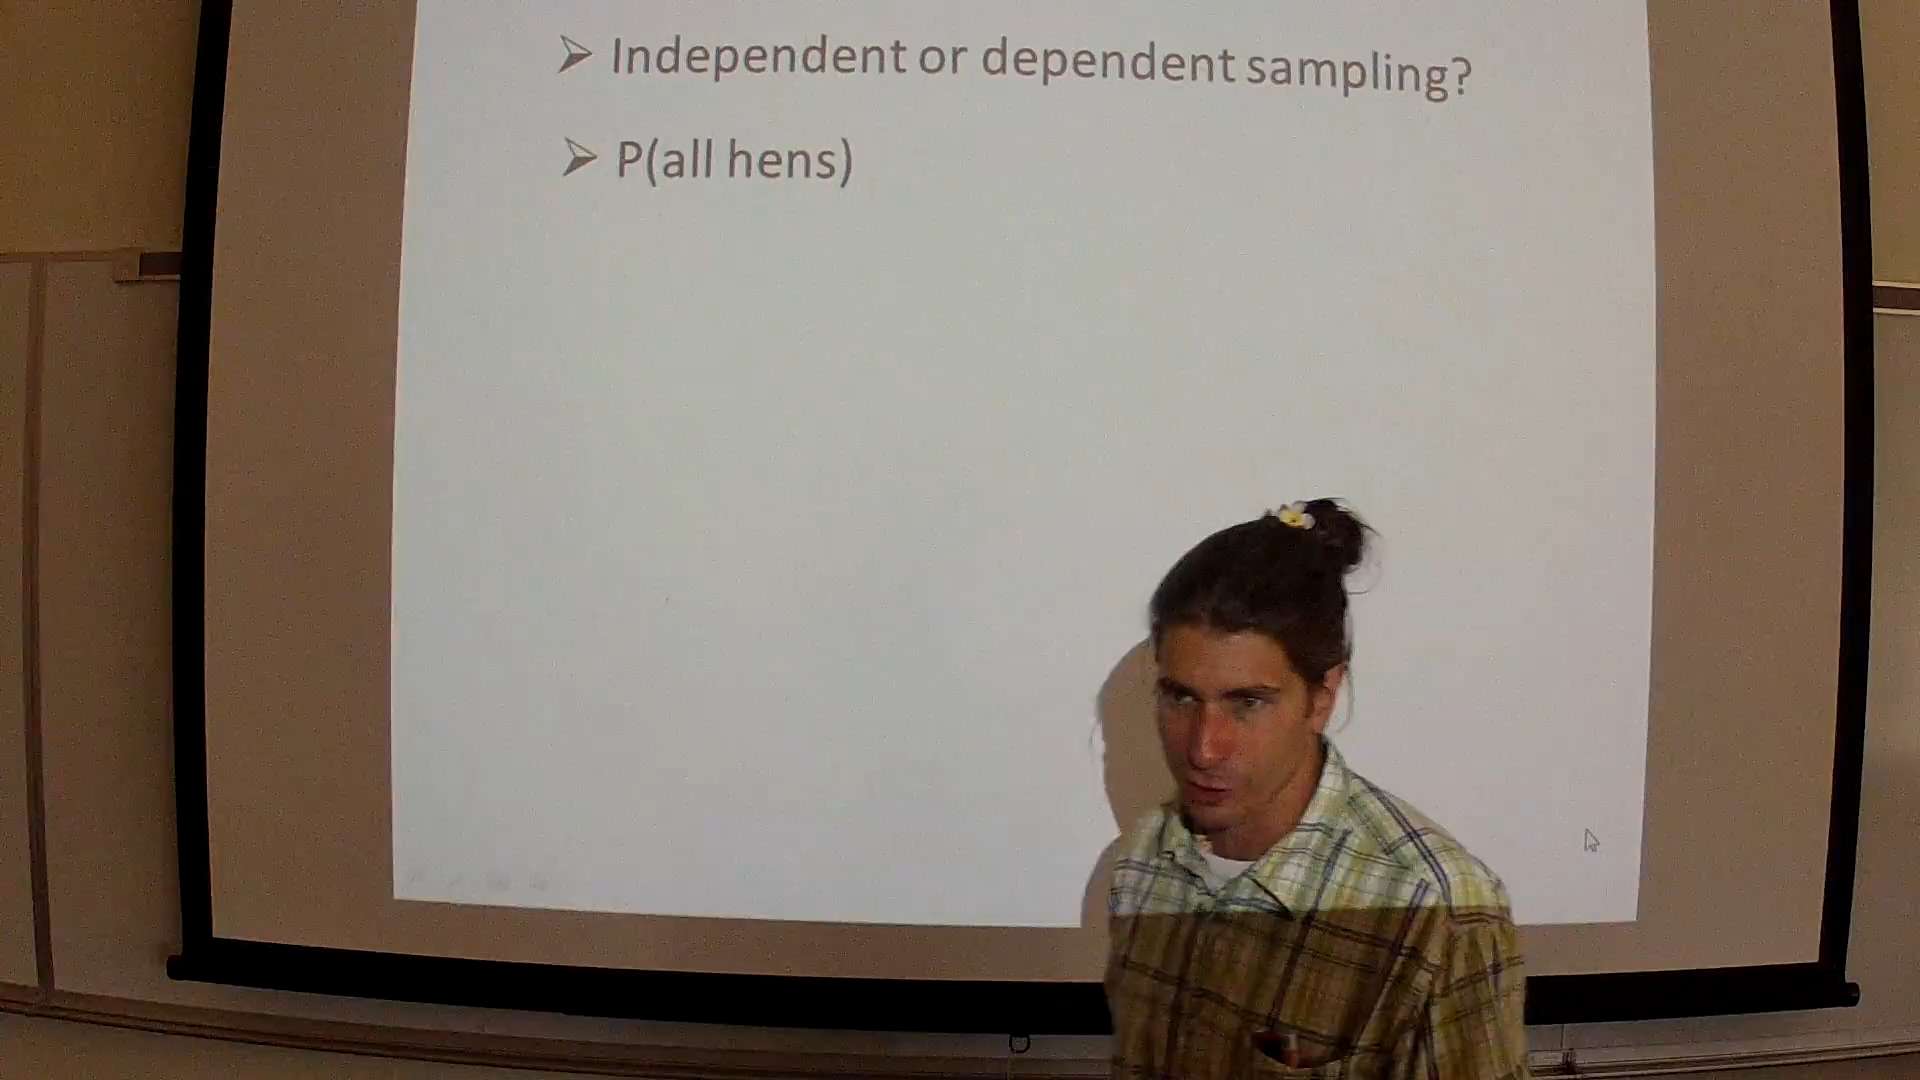 ➢ Independent or dependent sampling?
➢ P(all hens)